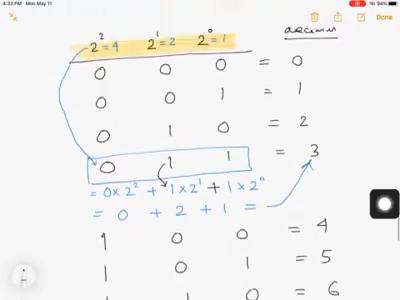 4:33 PM Mon May 11
94%
Done
decimal
2² = 4 2¹ = 2 2⁰ = 1
0 0 0 = 0
0 0 1 = 1
0 1 0 = 2
0 1 1 = 3
= 0 x 2² + 1 x 2¹ + 1 x 2⁰
= 0 + 2 + 1 =
1 0 0 = 4
1 0 1 = 5
1 1 0 = 6